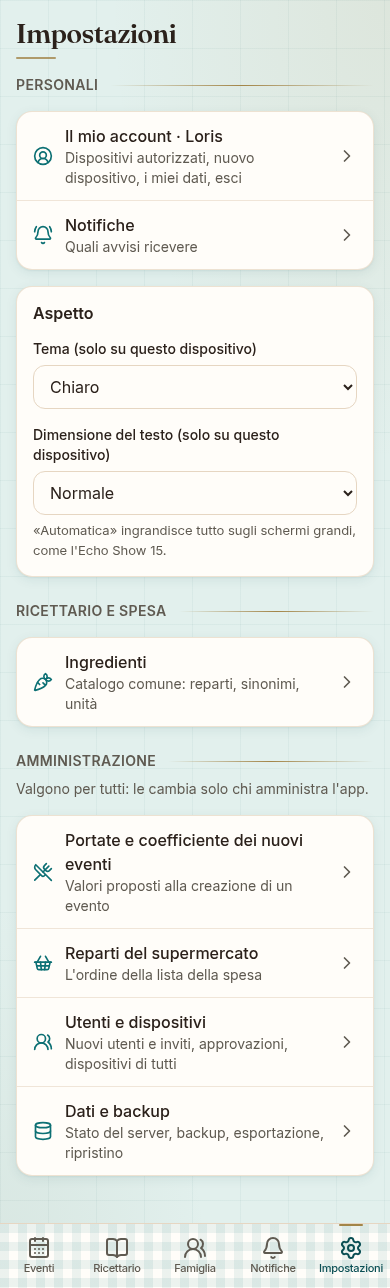 Impostazioni
PERSONALI
Il mio account · Loris
Dispositivi autorizzati, nuovo
dispositivo, i miei dati, esci
Notifiche
Quali avvisi ricevere
Aspetto
Tema (solo su questo dispositivo)
Chiaro
Dimensione del testo (solo su questo
dispositivo)
Normale
«Automatica» ingrandisce tutto sugli schermi grandi,
come l'Echo Show 15.
RICETTARIO E SPESA
Ingredienti
Catalogo comune: reparti, sinonimi,
unità
AMMINISTRAZIONE
Valgono per tutti: le cambia solo chi amministra l'app.
Portate e coefficiente dei nuovi
eventi
Valori proposti alla creazione di un
evento
Reparti del supermercato
L'ordine della lista della spesa
Utenti e dispositivi
Nuovi utenti e inviti, approvazioni,
dispositivi di tutti
Dati e backup
Stato del server, backup, esportazione,
ripristino
Eventi
Ricettario
Famiglia
Notifiche
Impostazioni